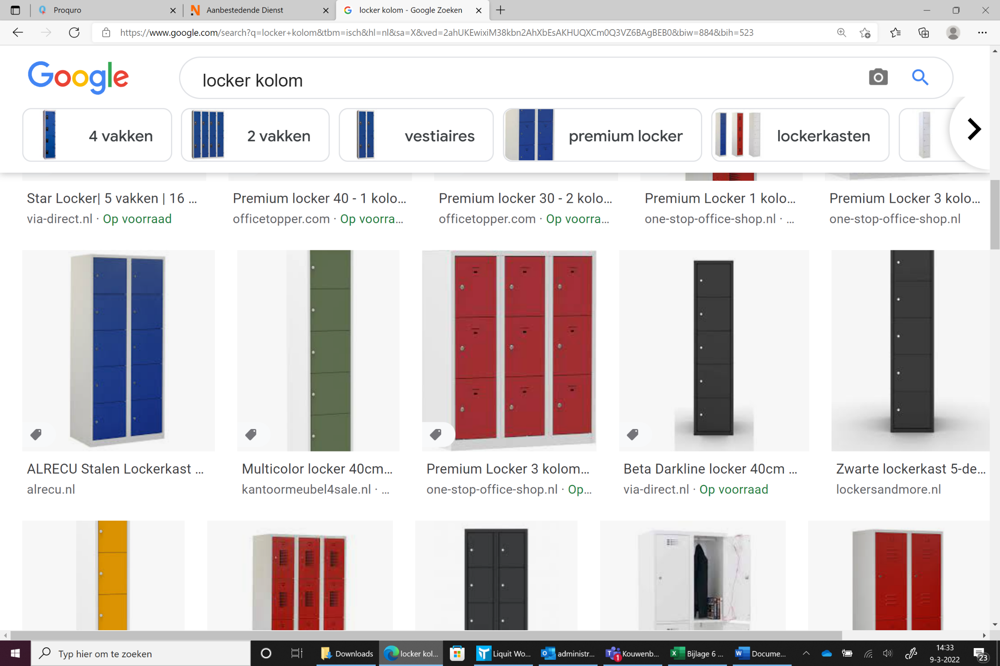 Proquro
Aanbestedende Dienst
locker kolom - Google Zoeken
https://www.google.com/search?q=locker+kolom&tbm=isch&hl=nl&sa=X&ved=2ahUKEwixiM38kbn2AhXbEsAKHUQXCm0Q3VZ6BAgBEB0&biw=884&bih=523
Google
locker kolom
4 vakken
2 vakken
vestiaires
premium locker
lockerkasten
Star Locker| 5 vakken | 16 ...
Premium locker 40 - 1 kolo...
Premium locker 30 - 2 kolo...
Premium Locker 1 kolo...
Premium Locker 3 kolo...
via-direct.nl · Op voorraad
officetopper.com · Op voorra...
officetopper.com · Op voorra...
one-stop-office-shop.nl · ...
one-stop-office-shop.nl
ALRECU Stalen Lockerkast ...
Multicolor locker 40cm...
Premium Locker 3 kolom...
Beta Darkline locker 40cm ...
Zwarte lockerkast 5-de...
alrecu.nl
kantoormeubel4sale.nl · ...
one-stop-office-shop.nl · Op...
via-direct.nl · Op voorraad
lockersandmore.nl
Typ hier om te zoeken
Downloads
locker kol...
Liquit Wo...
administr...
Kouwenb...
1
Bijlage 6 ...
Docume...
14:33
9-3-2022
23